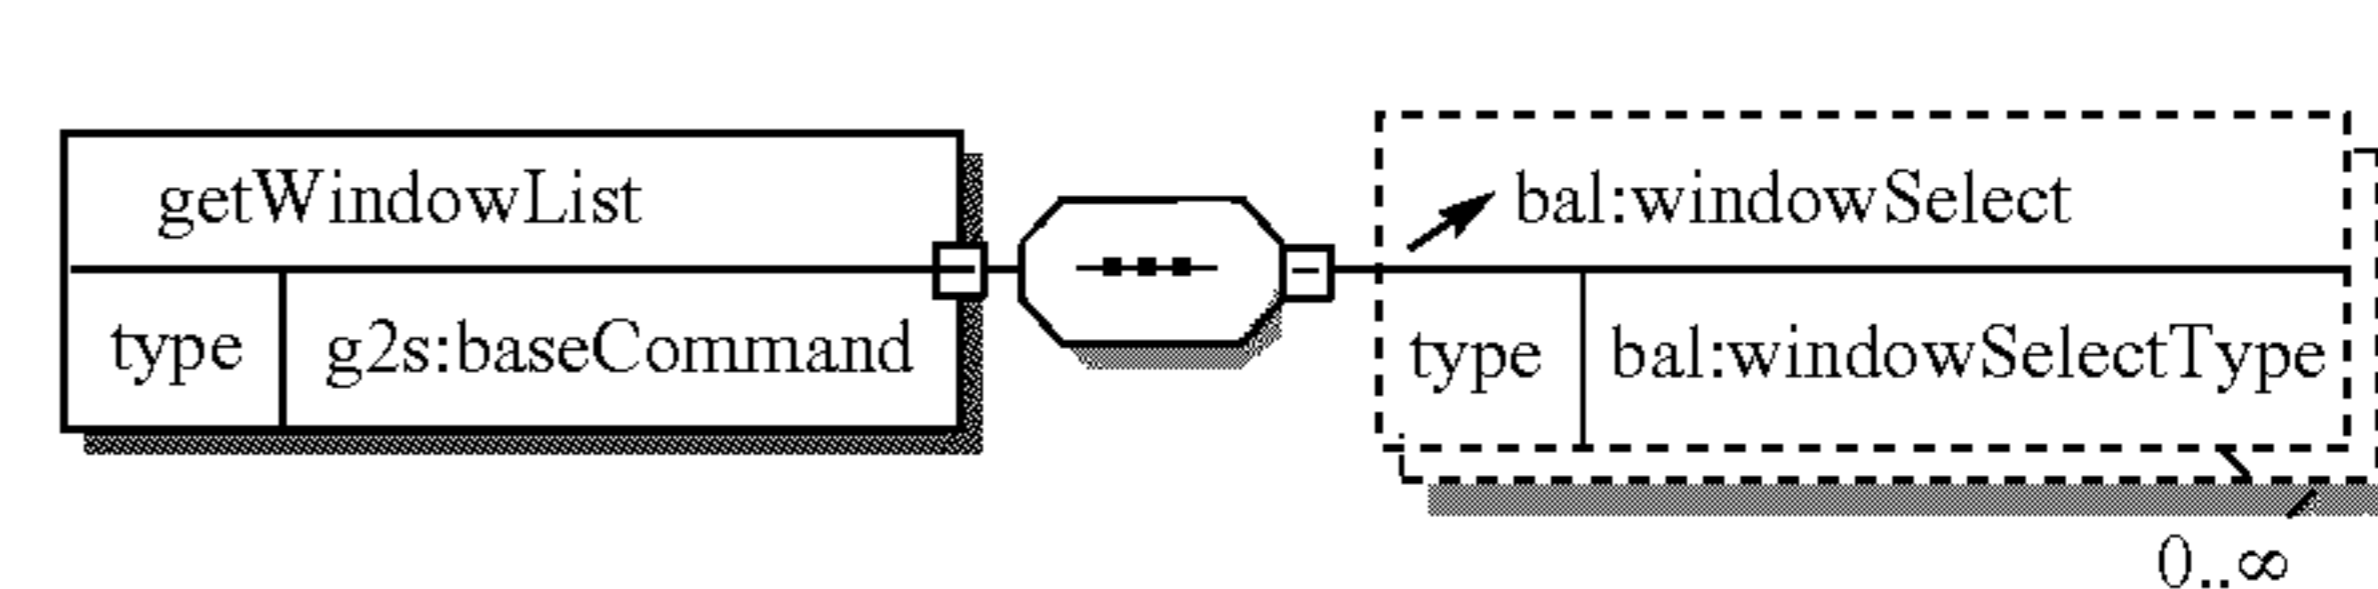 getWindowList
type g2s:baseCommand
bal:windowSelect
type bal:windowSelectType
0..∞